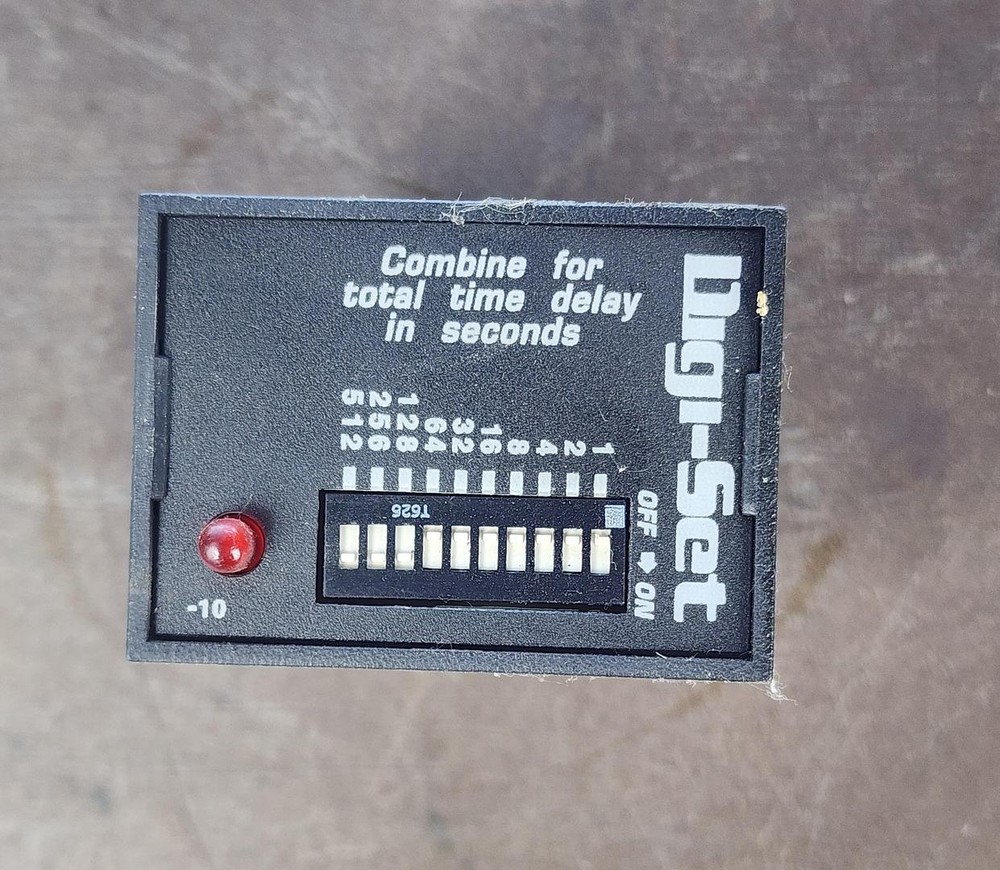 Combine for
total time delay
in seconds
Digi-Set
512
256
128
64
32
16
8
4
2
1
T626
OFF ➔ ON
-10